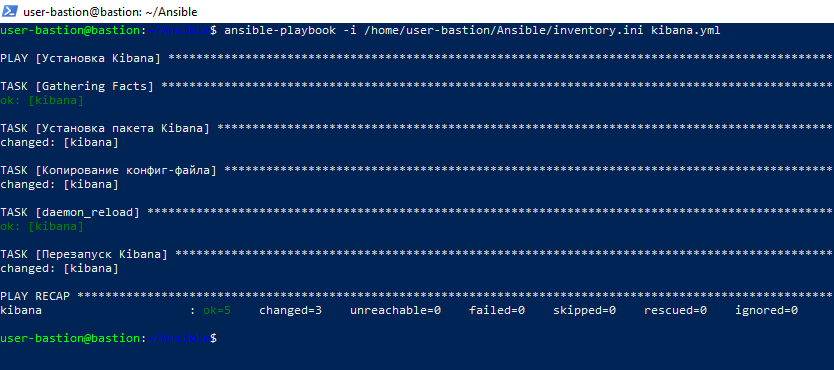 user-bastion@bastion: ~/Ansible
user-bastion@bastion:~/Ansible$ ansible-playbook -i /home/user-bastion/Ansible/inventory.ini kibana.yml
PLAY [Установка Kibana] ***********************************************************************************************
TASK [Gathering Facts] ************************************************************************************************
ok: [kibana]
TASK [Установка пакета Kibana] ****************************************************************************************
changed: [kibana]
TASK [Копирование конфиг-файла] ***************************************************************************************
changed: [kibana]
TASK [daemon_reload] **************************************************************************************************
ok: [kibana]
TASK [Перезапуск Kibana] **********************************************************************************************
changed: [kibana]
PLAY RECAP ************************************************************************************************************
kibana                     : ok=5    changed=3    unreachable=0    failed=0    skipped=0    rescued=0    ignored=0
user-bastion@bastion:~/Ansible$